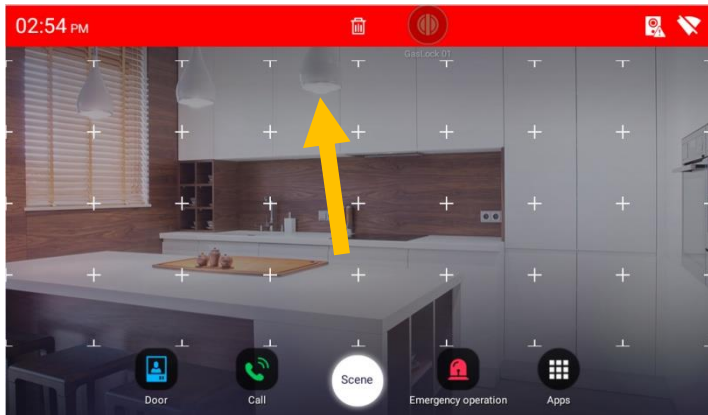 02:54 PM
GasLock 01
Door
Call
Scene
Emergency operation
Apps